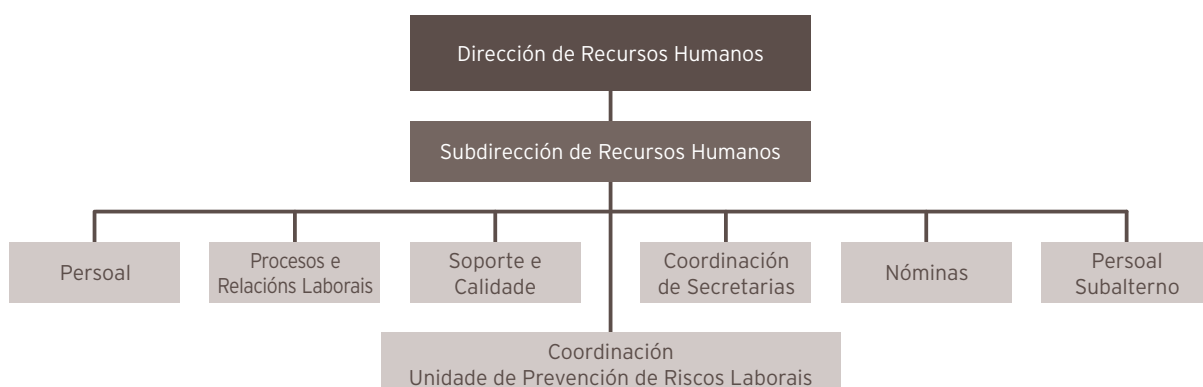 Dirección de Recursos Humanos
Subdirección de Recursos Humanos
Persoal
Procesos e
Relacións Laborais
Soporte e
Calidade
Coordinación
de Secretarias
Nóminas
Persoal
Subalterno
Coordinación
Unidade de Prevención de Riscos Laborais